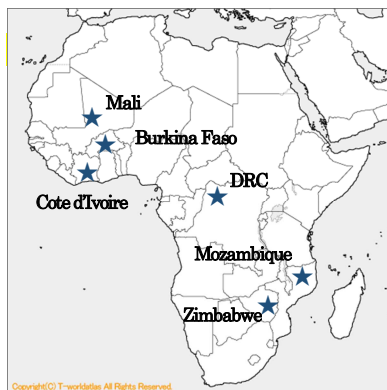 Mali
Burkina Faso
DRC
Cote d'Ivoire
Mozambique
Zimbabwe
Copyright(C) T-worldatlas All Rights Reserved.